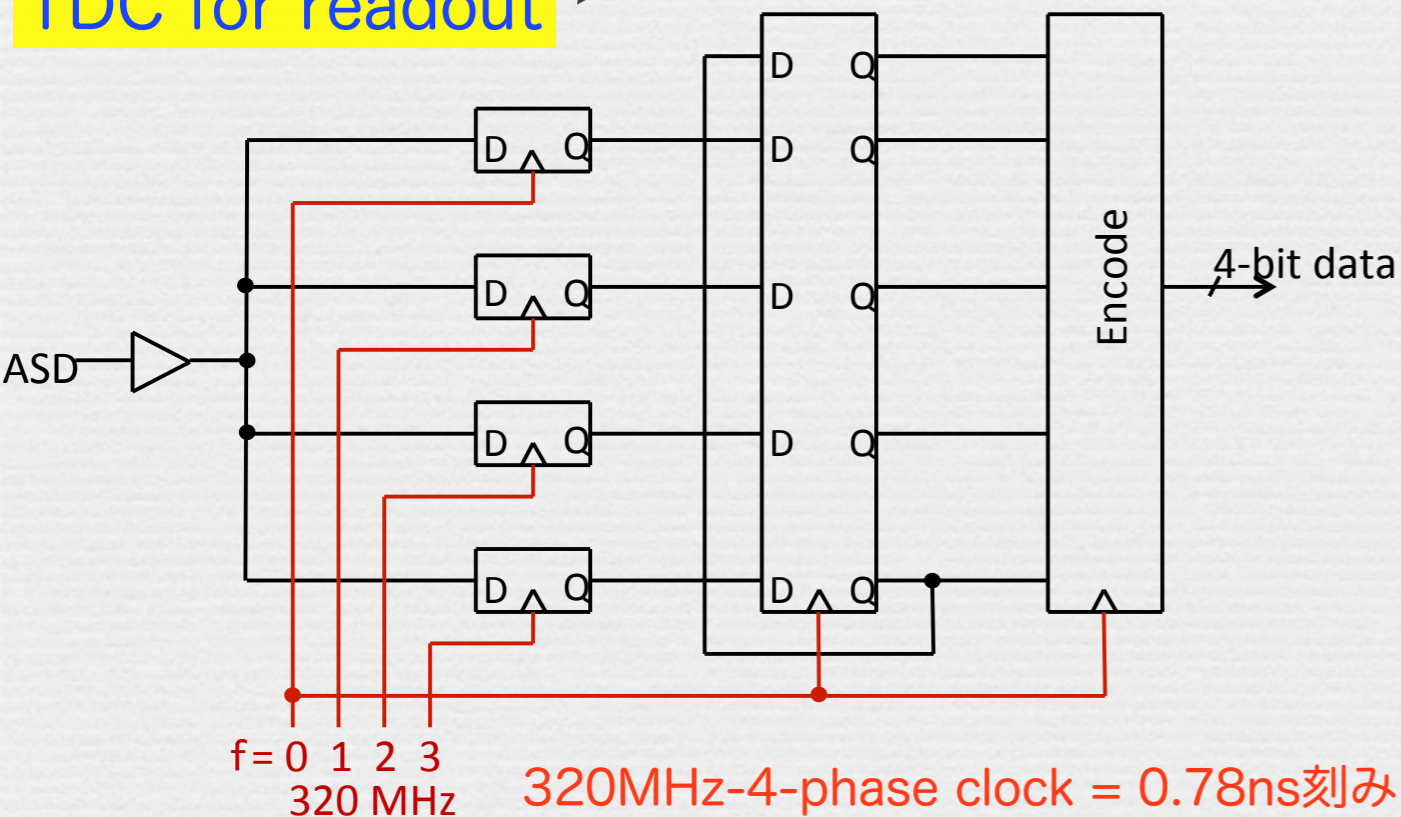 TDC for readout
D Q
D Q
D Q
D Q
D Q
D Q
D Q
D Q
D Q
ASD
Encode
4-bit data
f= 0 1 2 3
320 MHz
320MHz-4-phase clock = 0.78ns刻み